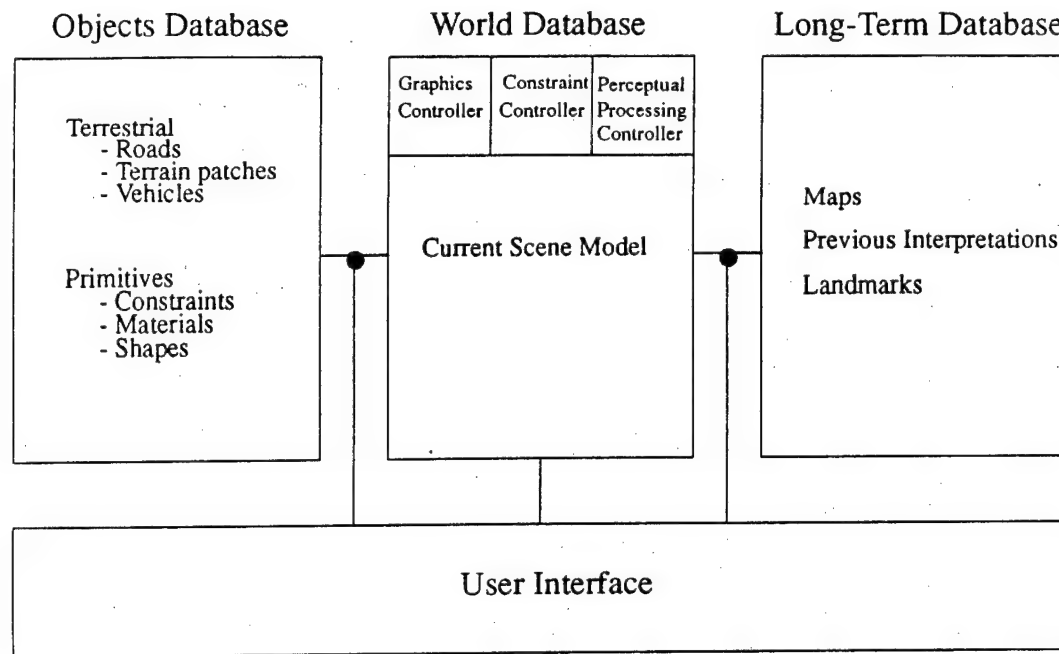 Objects Database
World Database
Long-Term Database
Terrestrial
- Roads
- Terrain patches
- Vehicles
Primitives
- Constraints
- Materials
- Shapes
Graphics
Controller
Constraint
Controller
Perceptual
Processing
Controller
Current Scene Model
Maps
Previous Interpretations
Landmarks
User Interface